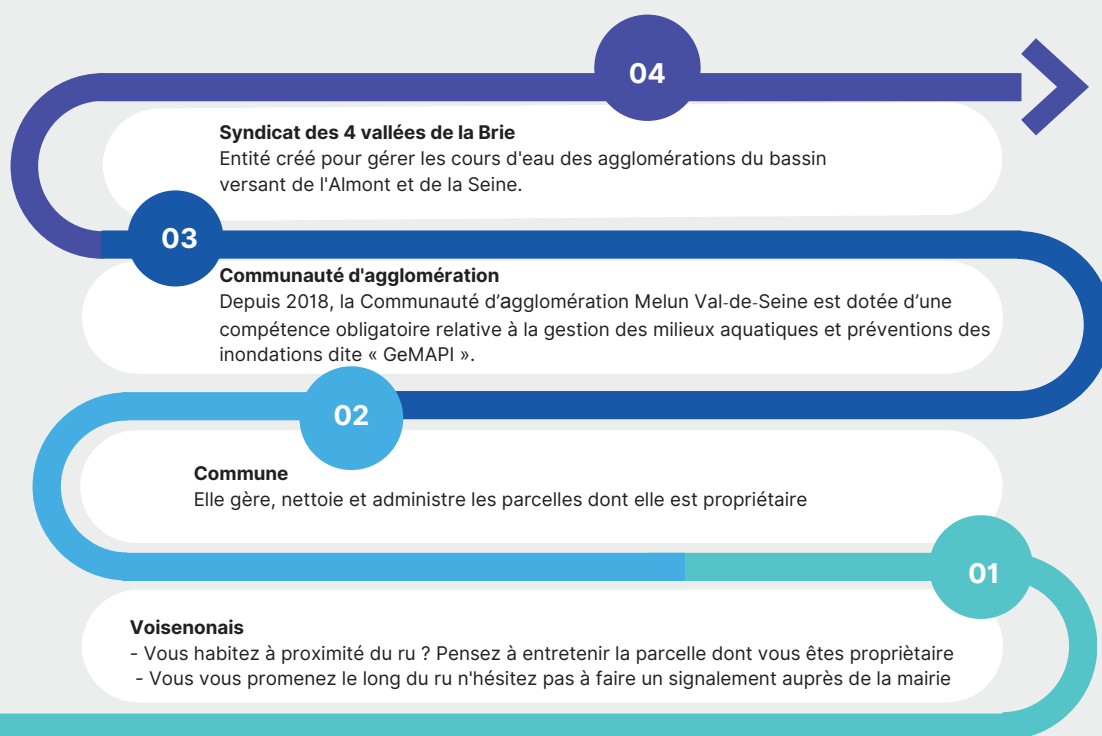 04
Syndicat des 4 vallées de la Brie
Entité créé pour gérer les cours d'eau des agglomérations du bassin
versant de l'Almont et de la Seine.
03
Communauté d'agglomération
Depuis 2018, la Communauté d’agglomération Melun Val-de-Seine est dotée d’une
compétence obligatoire relative à la gestion des milieux aquatiques et préventions des
inondations dite « GeMAPI ».
02
Commune
Elle gère, nettoie et administre les parcelles dont elle est propriétaire
01
Voisenonais
- Vous habitez à proximité du ru ? Pensez à entretenir la parcelle dont vous êtes propriètaire
- Vous vous promenez le long du ru n'hésitez pas à faire un signalement auprès de la mairie